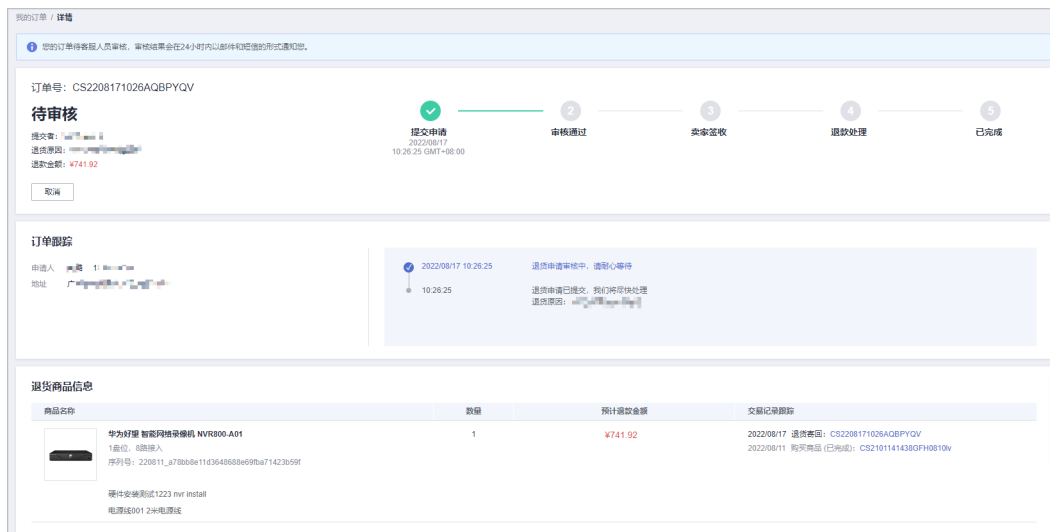 我的订单 / 详情
您的订单待客服人员审核，审核结果会在24小时内以邮件和短信的形式通知您。
订单号：CS2208171026AQBPYQV
待审核
提交者：
退货原因：
退款金额：¥741.92
取消
2
3
4
5
提交申请
审核通过
卖家签收
退款处理
已完成
2022/08/17
10:26:25 GMT+08:00
订单跟踪
申请人
地址
2022/08/17 10:26:25 退货申请审核中，请耐心等待
10:26:25 退货申请已提交，我们将尽快处理
退货原因：
退货商品信息
商品名称 数量 预计退款金额 交易记录跟踪
华为好望 智能网络录像机 NVR800-A01 1 ¥741.92 2022/08/17 退货寄回：CS2208171026AQBPYQV
1盘位，8路接入 2022/08/11 购买商品 (已完成)：CS2101141438GFH0810lv
序列号：220811_a78bb8e11d3648688e69fba71423b59f
硬件安装测试1223 nvr install
电源线001 2米电源线